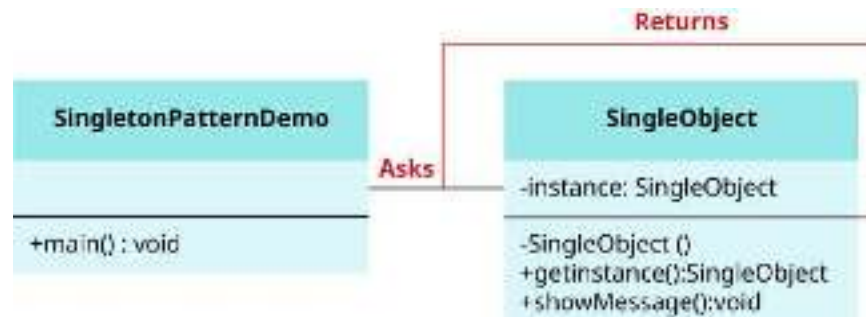 Returns
SingletonPatternDemo
Asks
+main() : void
SingleObject
-instance: SingleObject
-SingleObject ()
+getinstance():SingleObject
+showMessage():void